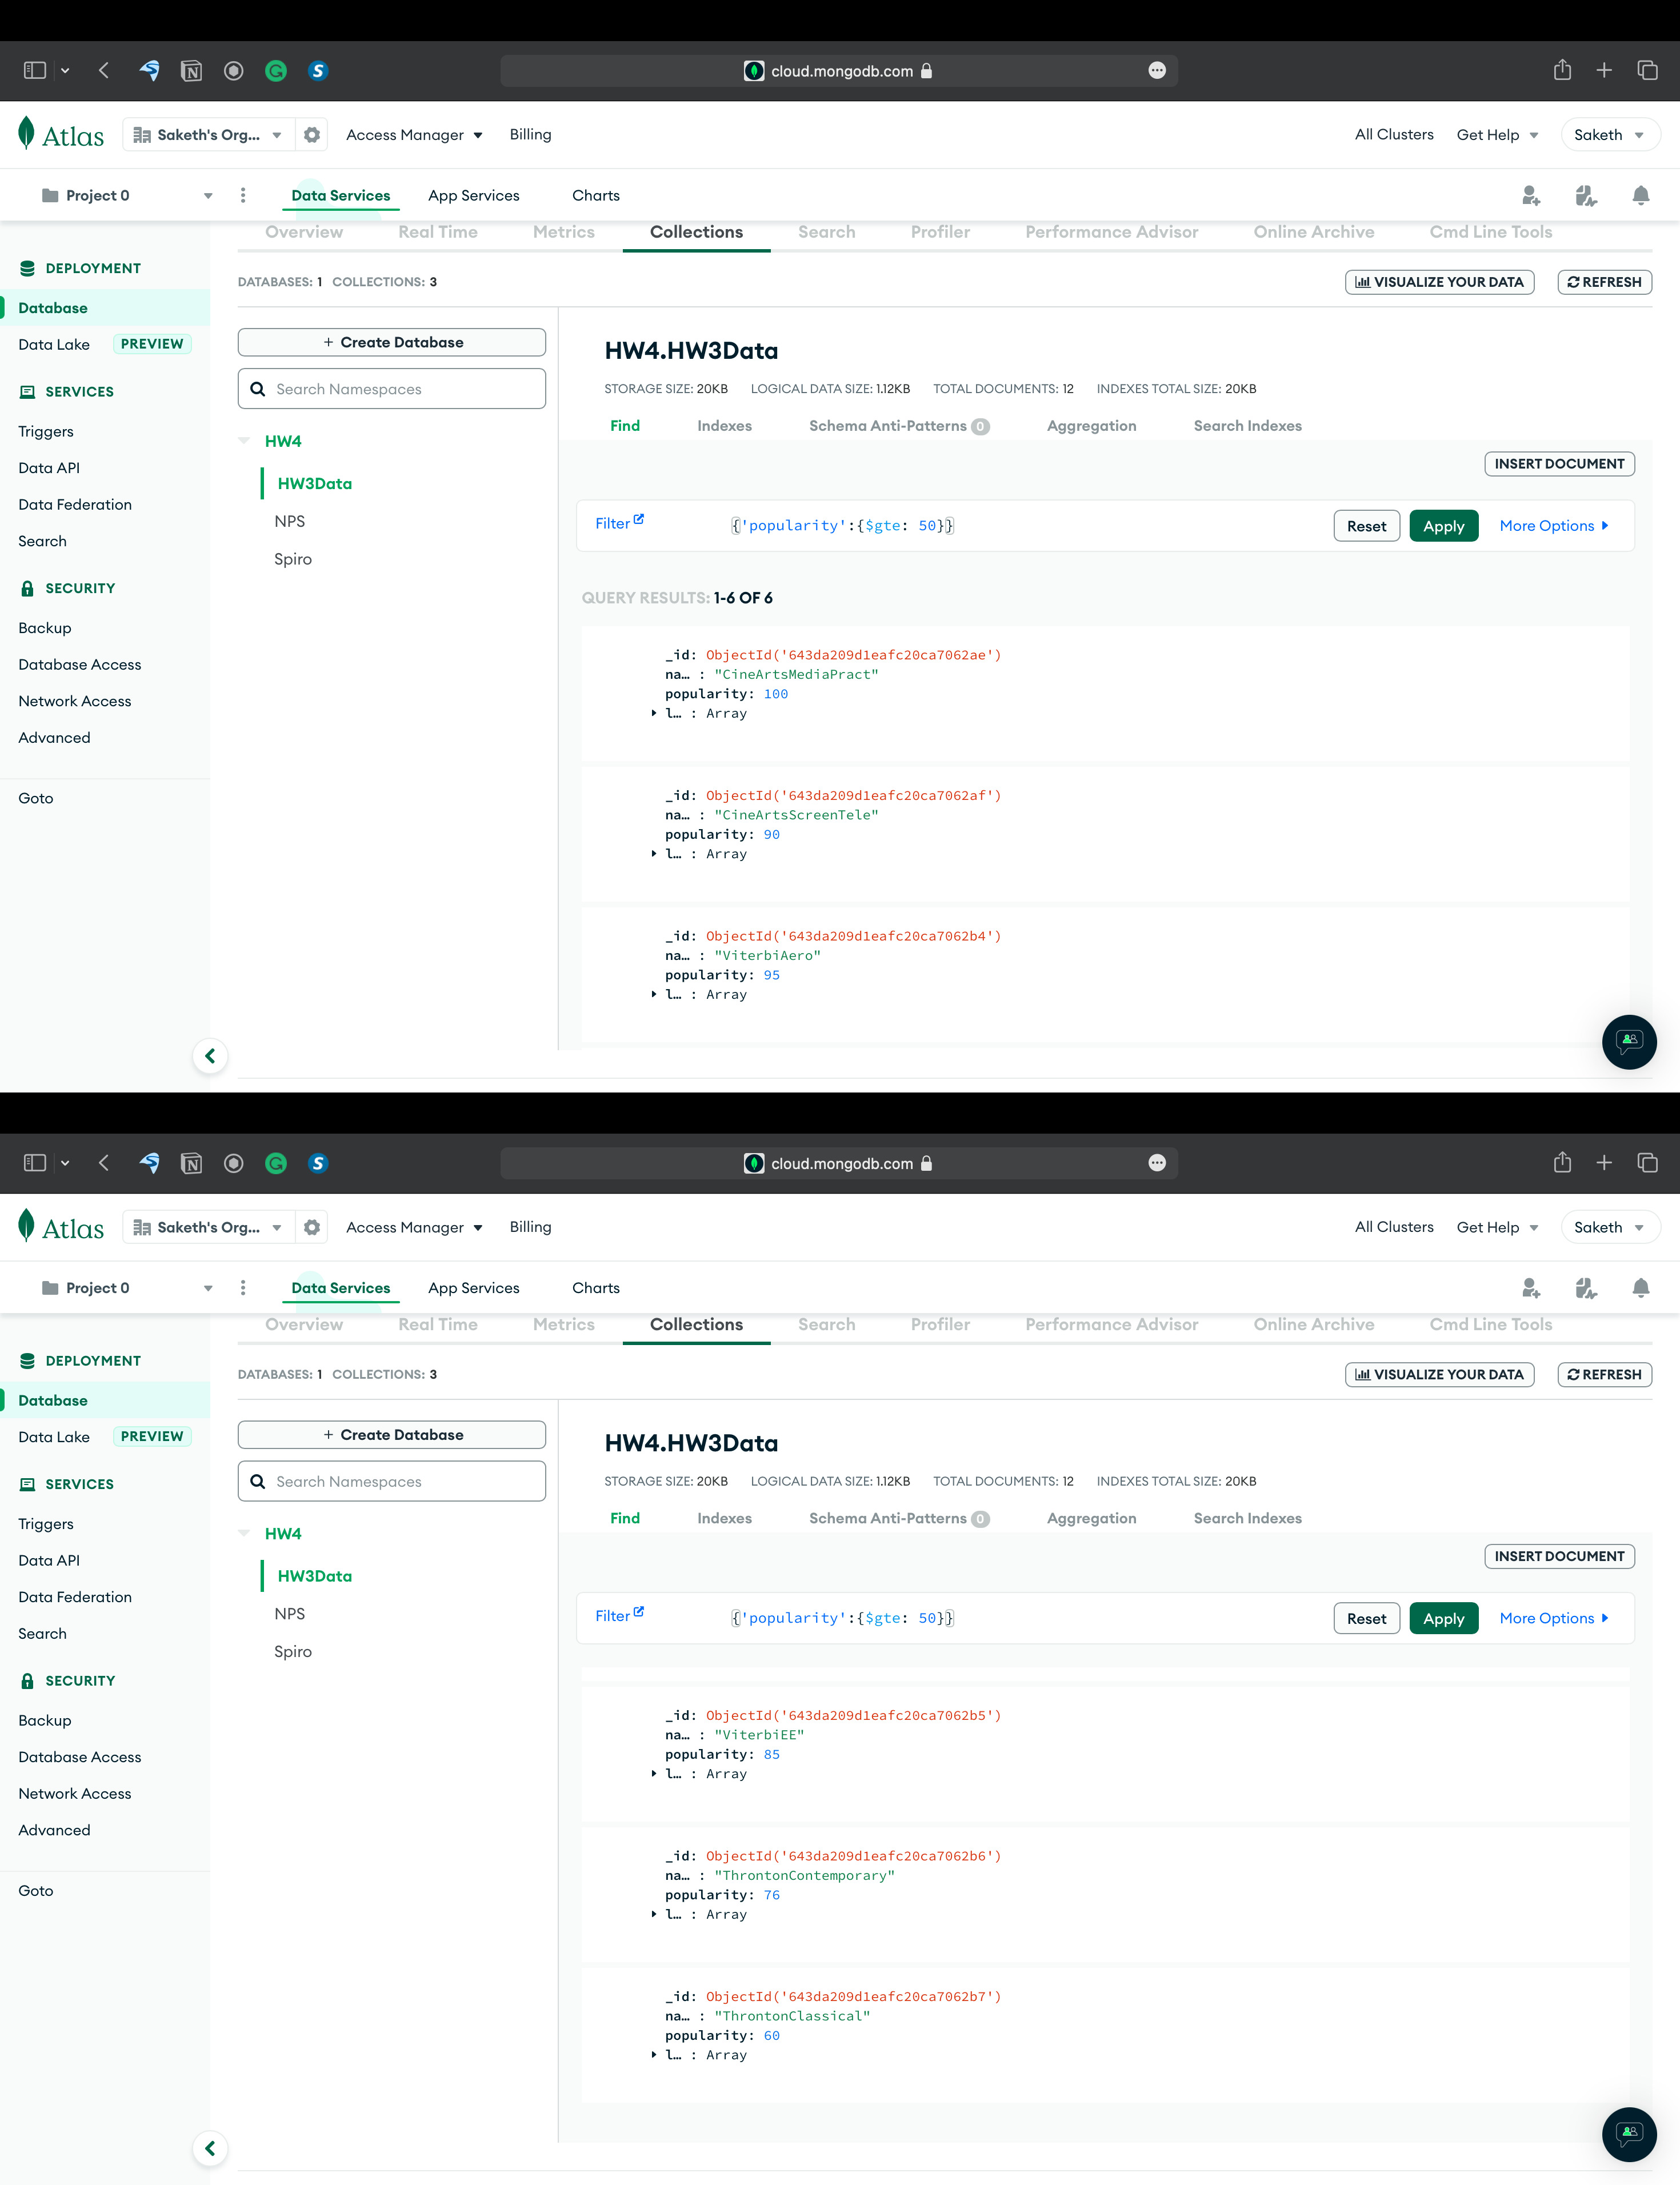 cloud.mongodb.com
Atlas Saketh's Org... Access Manager Billing All Clusters Get Help Saketh
Project 0 Data Services App Services Charts
Overview Real Time Metrics Collections Search Profiler Performance Advisor Online Archive Cmd Line Tools
DEPLOYMENT
Database
Data Lake PREVIEW
SERVICES
Triggers
Data API
Data Federation
Search
SECURITY
Backup
Database Access
Network Access
Advanced
Goto
DATABASES: 1 COLLECTIONS: 3 VISUALIZE YOUR DATA REFRESH
+ Create Database
Search Namespaces
HW4
HW3Data
NPS
Spiro
HW4.HW3Data
STORAGE SIZE: 20KB LOGICAL DATA SIZE: 1.12KB TOTAL DOCUMENTS: 12 INDEXES TOTAL SIZE: 20KB
Find Indexes Schema Anti-Patterns 0 Aggregation Search Indexes
INSERT DOCUMENT
Filter {'popularity':{$gte: 50}} Reset Apply More Options
QUERY RESULTS: 1-6 OF 6
_id: ObjectId('643da209d1eafc20ca7062ae')
na… : "CineArtsMediaPract"
popularity: 100
l… : Array
_id: ObjectId('643da209d1eafc20ca7062af')
na… : "CineArtsScreenTele"
popularity: 90
l… : Array
_id: ObjectId('643da209d1eafc20ca7062b4')
na… : "ViterbiAero"
popularity: 95
l… : Array
cloud.mongodb.com
Atlas Saketh's Org... Access Manager Billing All Clusters Get Help Saketh
Project 0 Data Services App Services Charts
Overview Real Time Metrics Collections Search Profiler Performance Advisor Online Archive Cmd Line Tools
DEPLOYMENT
Database
Data Lake PREVIEW
SERVICES
Triggers
Data API
Data Federation
Search
SECURITY
Backup
Database Access
Network Access
Advanced
Goto
DATABASES: 1 COLLECTIONS: 3 VISUALIZE YOUR DATA REFRESH
+ Create Database
Search Namespaces
HW4
HW3Data
NPS
Spiro
HW4.HW3Data
STORAGE SIZE: 20KB LOGICAL DATA SIZE: 1.12KB TOTAL DOCUMENTS: 12 INDEXES TOTAL SIZE: 20KB
Find Indexes Schema Anti-Patterns 0 Aggregation Search Indexes
INSERT DOCUMENT
Filter {'popularity':{$gte: 50}} Reset Apply More Options
_id: ObjectId('643da209d1eafc20ca7062b5')
na… : "ViterbiEE"
popularity: 85
l… : Array
_id: ObjectId('643da209d1eafc20ca7062b6')
na… : "ThrontonContemporary"
popularity: 76
l… : Array
_id: ObjectId('643da209d1eafc20ca7062b7')
na… : "ThrontonClassical"
popularity: 60
l… : Array